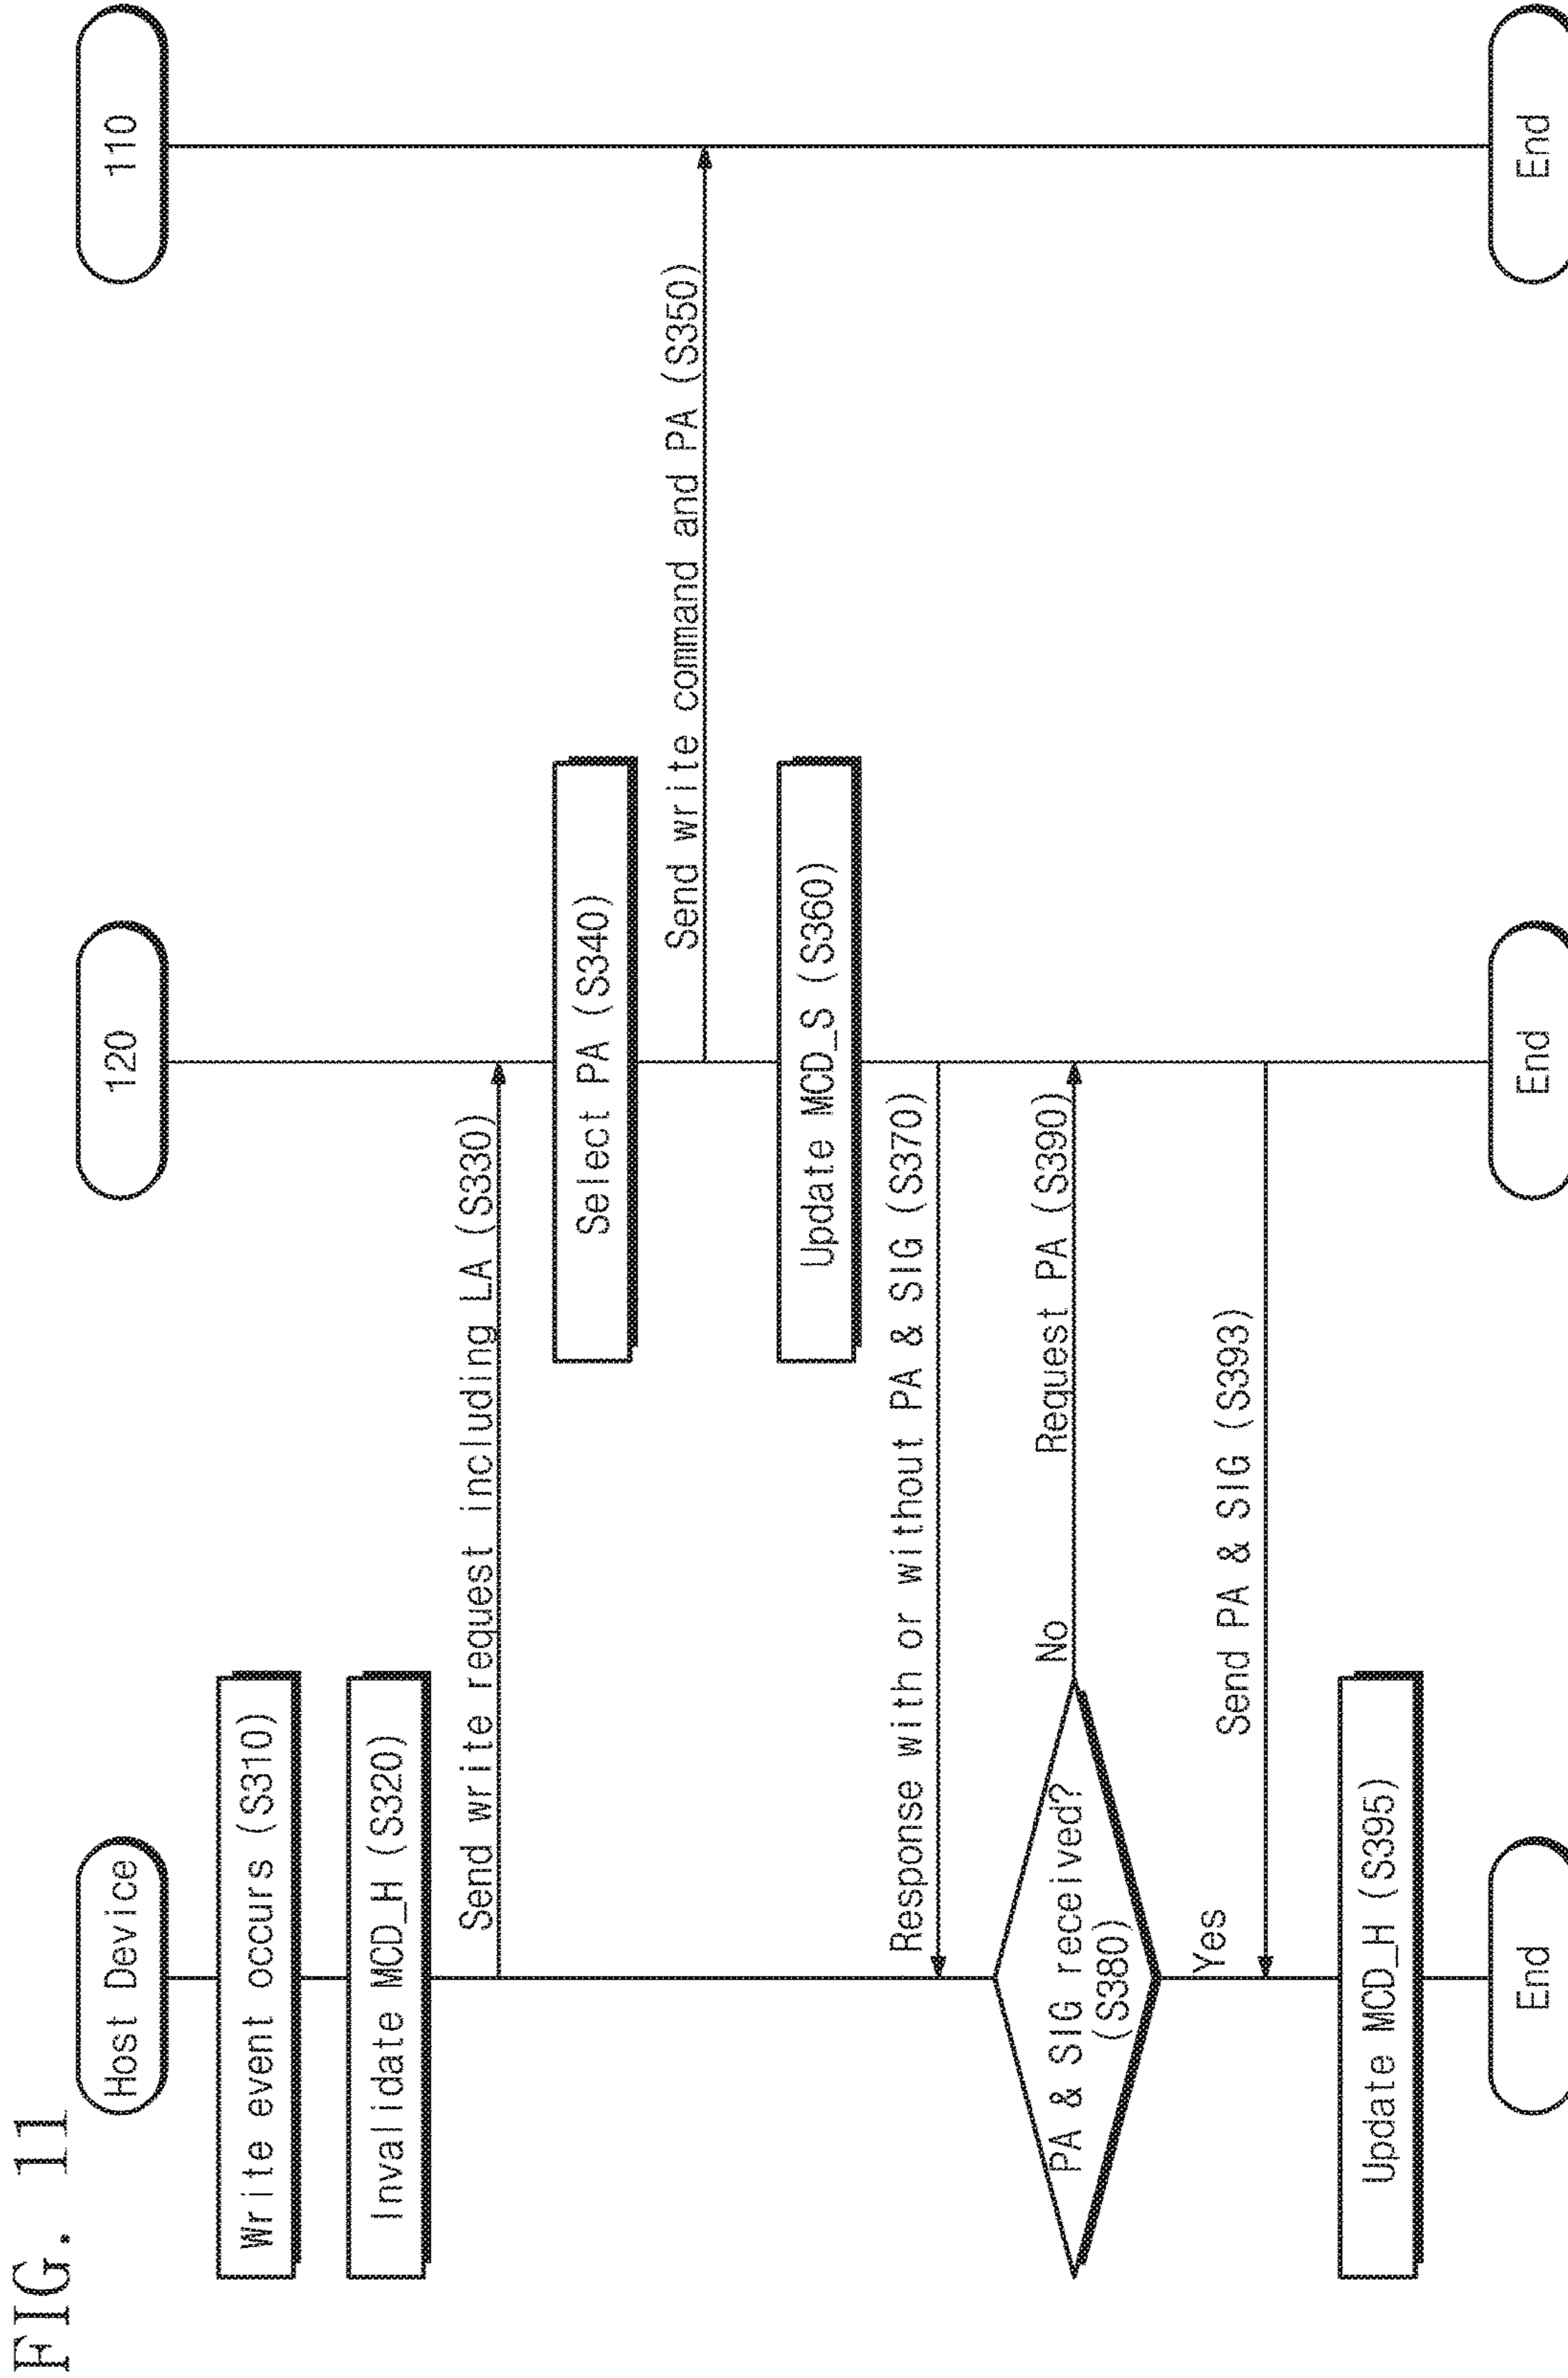 FIG. 11
Host Device
120
110
Write event occurs (S310)
Invalidate MCD_H (S320)
Send write request including LA (S330)
Select PA (S340)
Send write command and PA (S350)
Update MCD_S (S360)
Response with or without PA & SIG (S370)
PA & SIG received?
(S380)
No
Request PA (S390)
Yes
Send PA & SIG (S393)
Update MCD_H (S395)
End
End
End